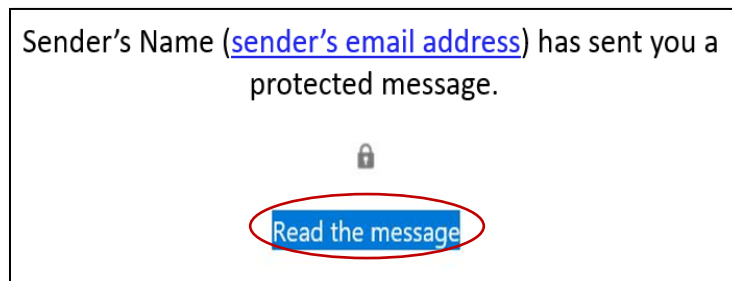 Sender’s Name (sender’s email address) has sent you a
protected message.
Read the message